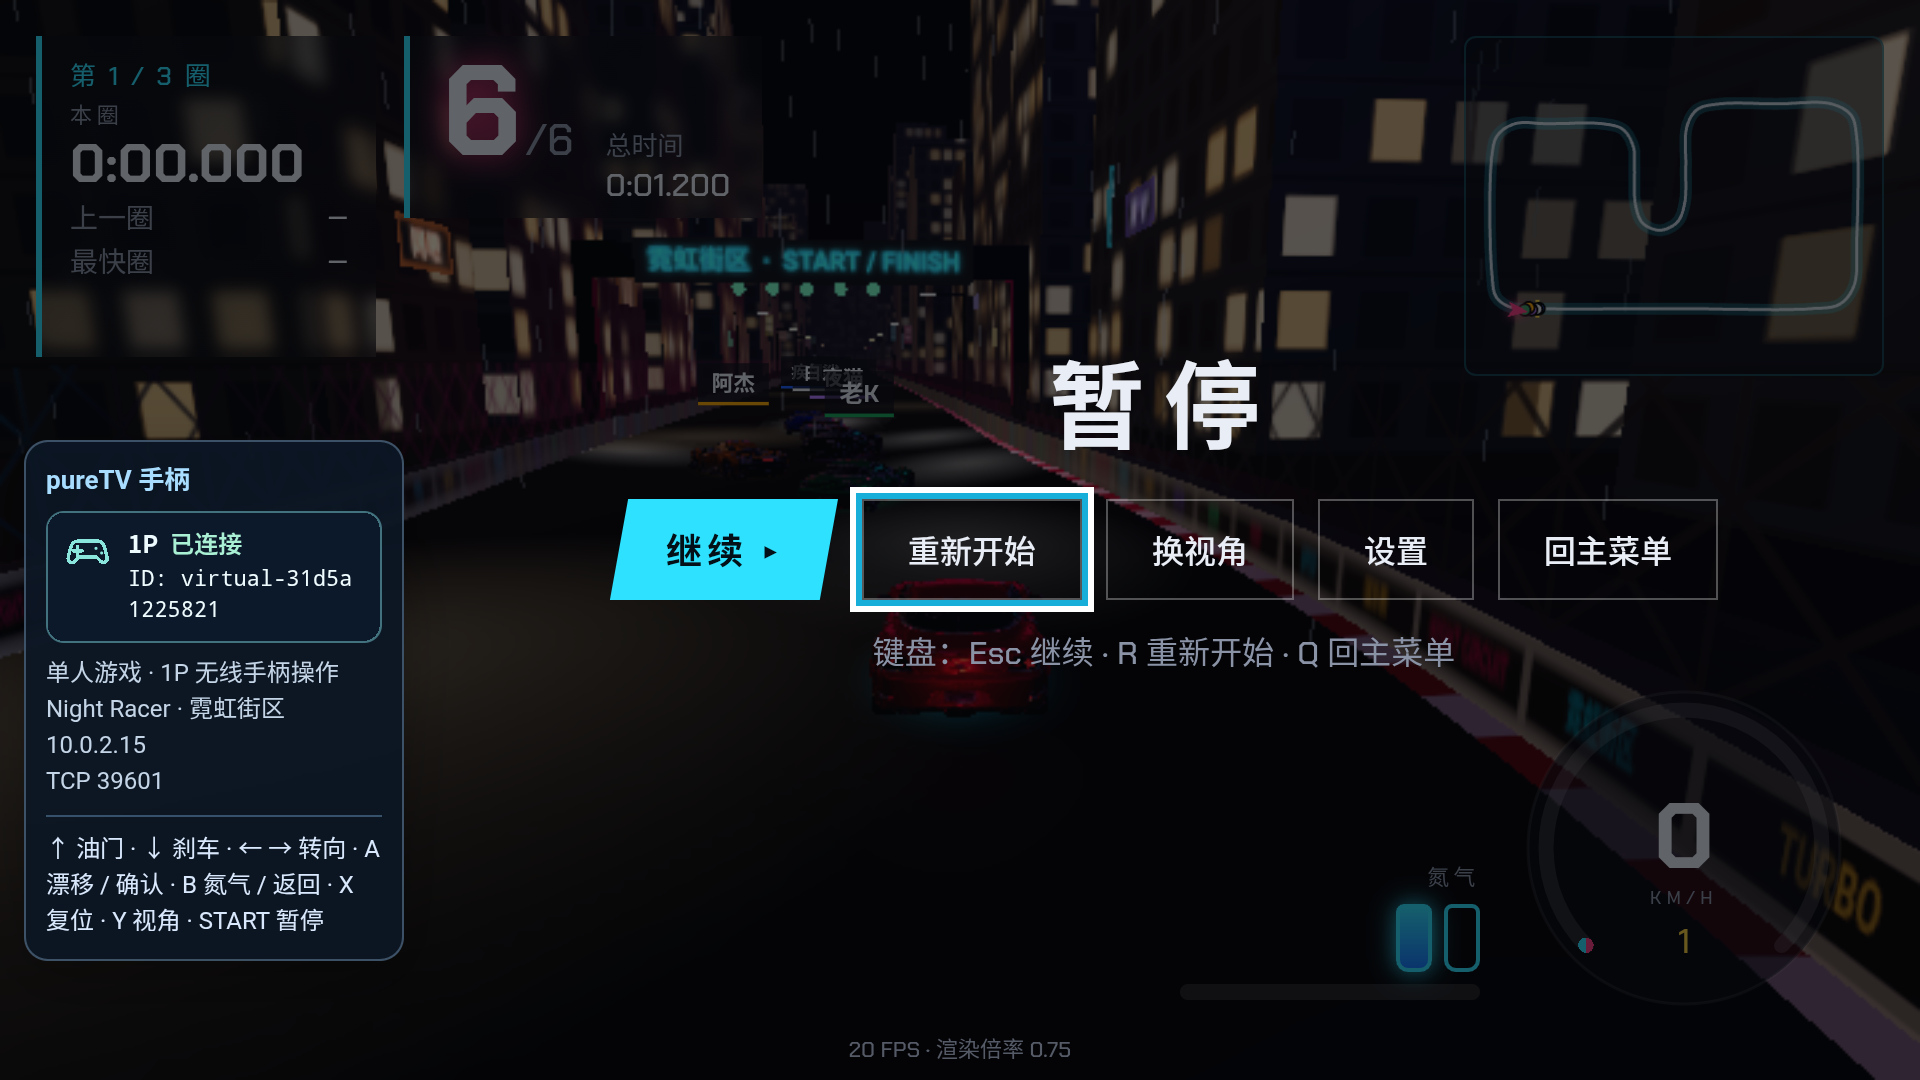 第 1 / 3 圈
本圈
0:00.000
上一圈 —
最快圈 —
6/6
总时间
0:01.200
霓虹街区 · START / FINISH
阿杰
夜猫
老K
暂停
继续 ▸
重新开始
换视角
设置
回主菜单
键盘：Esc 继续 · R 重新开始 · Q 回主菜单
pureTV 手柄
1P 已连接
ID: virtual-31d5a
1225821
单人游戏 · 1P 无线手柄操作
Night Racer · 霓虹街区
10.0.2.15
TCP 39601
↑ 油门 · ↓ 刹车 · ←→ 转向 · A
漂移 / 确认 · B 氮气 / 返回 · X
复位 · Y 视角 · START 暂停
氮气
0
KM/H
1
TURBO
20 FPS · 渲染倍率 0.75